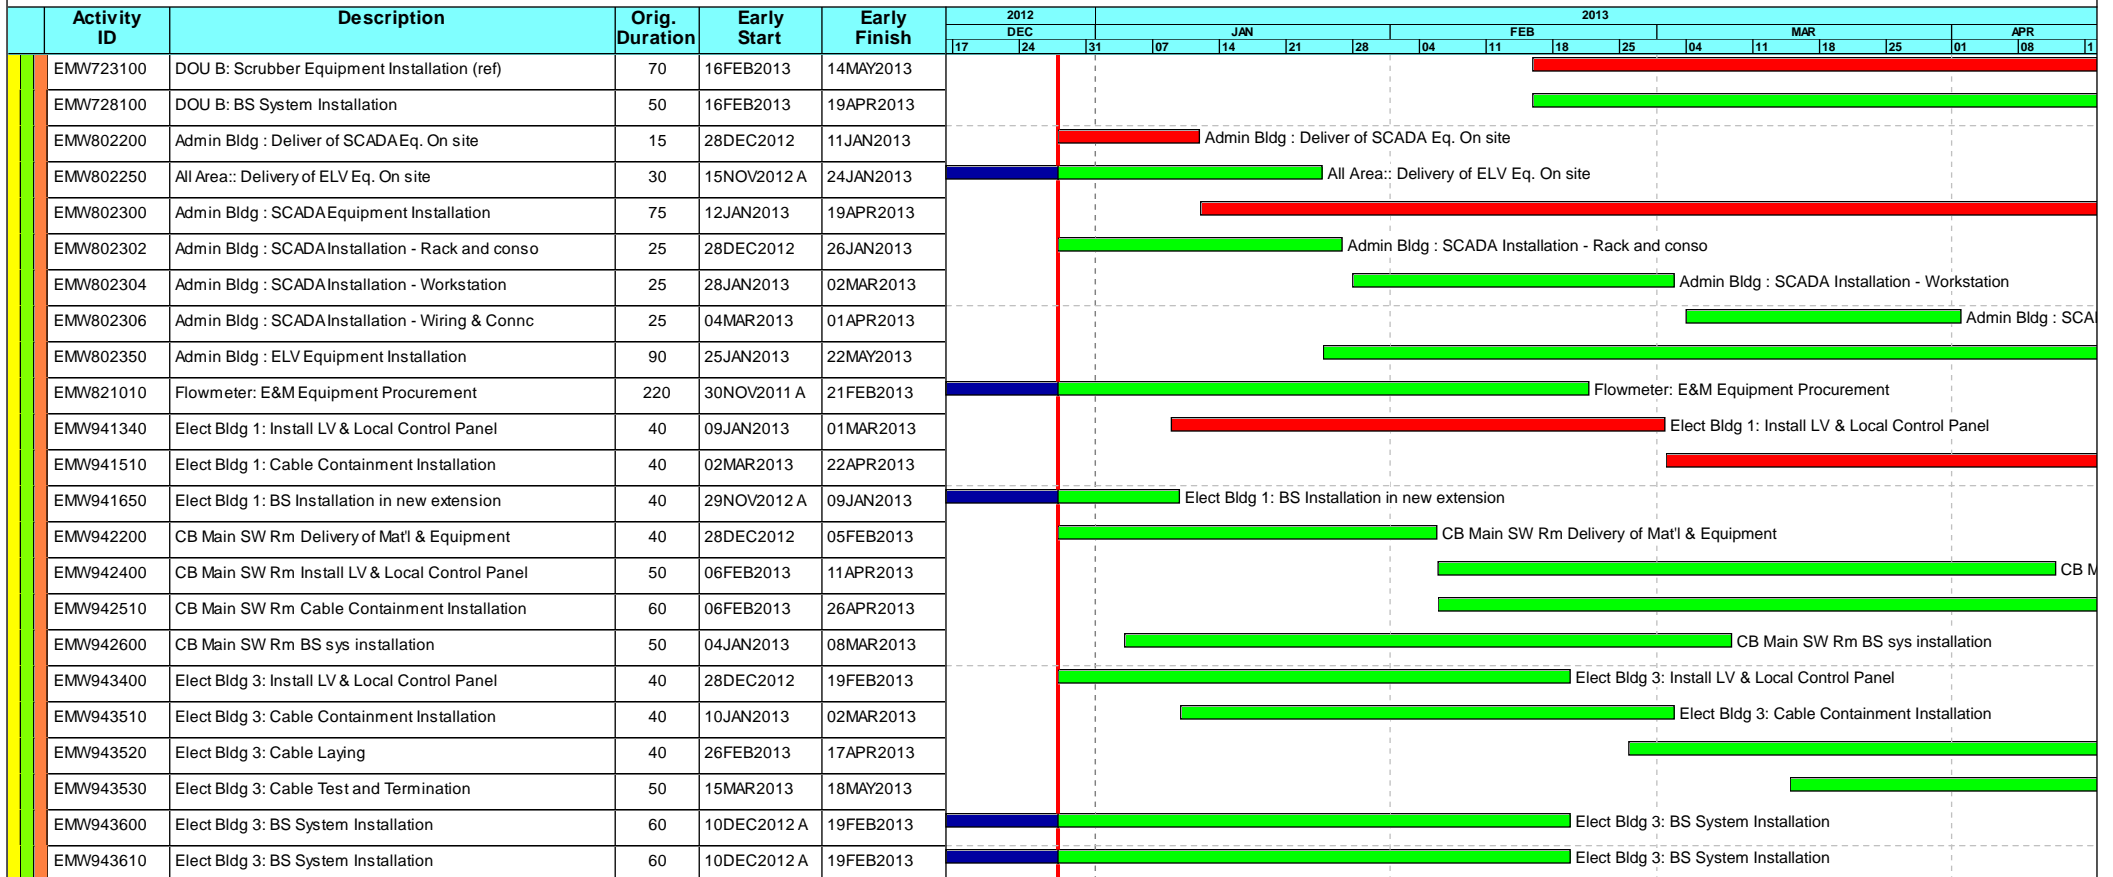 Activity ID Description Orig. Duration Early Start Early Finish
2012 2013
DEC JAN FEB MAR APR
17 24 31 07 14 21 28 04 11 18 25 04 11 18 25 01 08 1
EMW723100 DOU B: Scrubber Equipment Installation (ref) 70 16FEB2013 14MAY2013
EMW728100 DOU B: BS System Installation 50 16FEB2013 19APR2013
EMW802200 Admin Bldg : Deliver of SCADA Eq. On site 15 28DEC2012 11JAN2013 Admin Bldg : Deliver of SCADA Eq. On site
EMW802250 All Area:: Delivery of ELV Eq. On site 30 15NOV2012 A 24JAN2013 All Area:: Delivery of ELV Eq. On site
EMW802300 Admin Bldg : SCADA Equipment Installation 75 12JAN2013 19APR2013
EMW802302 Admin Bldg : SCADA Installation - Rack and conso 25 28DEC2012 26JAN2013 Admin Bldg : SCADA Installation - Rack and conso
EMW802304 Admin Bldg : SCADA Installation - Workstation 25 28JAN2013 02MAR2013 Admin Bldg : SCADA Installation - Workstation
EMW802306 Admin Bldg : SCADA Installation - Wiring & Connc 25 04MAR2013 01APR2013 Admin Bldg : SCA
EMW802350 Admin Bldg : ELV Equipment Installation 90 25JAN2013 22MAY2013
EMW821010 Flowmeter: E&M Equipment Procurement 220 30NOV2011 A 21FEB2013 Flowmeter: E&M Equipment Procurement
EMW941340 Elect Bldg 1: Install LV & Local Control Panel 40 09JAN2013 01MAR2013 Elect Bldg 1: Install LV & Local Control Panel
EMW941510 Elect Bldg 1: Cable Containment Installation 40 02MAR2013 22APR2013
EMW941650 Elect Bldg 1: BS Installation in new extension 40 29NOV2012 A 09JAN2013 Elect Bldg 1: BS Installation in new extension
EMW942200 CB Main SW Rm Delivery of Mat'l & Equipment 40 28DEC2012 05FEB2013 CB Main SW Rm Delivery of Mat'l & Equipment
EMW942400 CB Main SW Rm Install LV & Local Control Panel 50 06FEB2013 11APR2013 CB M
EMW942510 CB Main SW Rm Cable Containment Installation 60 06FEB2013 26APR2013
EMW942600 CB Main SW Rm BS sys installation 50 04JAN2013 08MAR2013 CB Main SW Rm BS sys installation
EMW943400 Elect Bldg 3: Install LV & Local Control Panel 40 28DEC2012 19FEB2013 Elect Bldg 3: Install LV & Local Control Panel
EMW943510 Elect Bldg 3: Cable Containment Installation 40 10JAN2013 02MAR2013 Elect Bldg 3: Cable Containment Installation
EMW943520 Elect Bldg 3: Cable Laying 40 26FEB2013 17APR2013
EMW943530 Elect Bldg 3: Cable Test and Termination 50 15MAR2013 18MAY2013
EMW943600 Elect Bldg 3: BS System Installation 60 10DEC2012 A 19FEB2013 Elect Bldg 3: BS System Installation
EMW943610 Elect Bldg 3: BS System Installation 60 10DEC2012 A 19FEB2013 Elect Bldg 3: BS System Installation